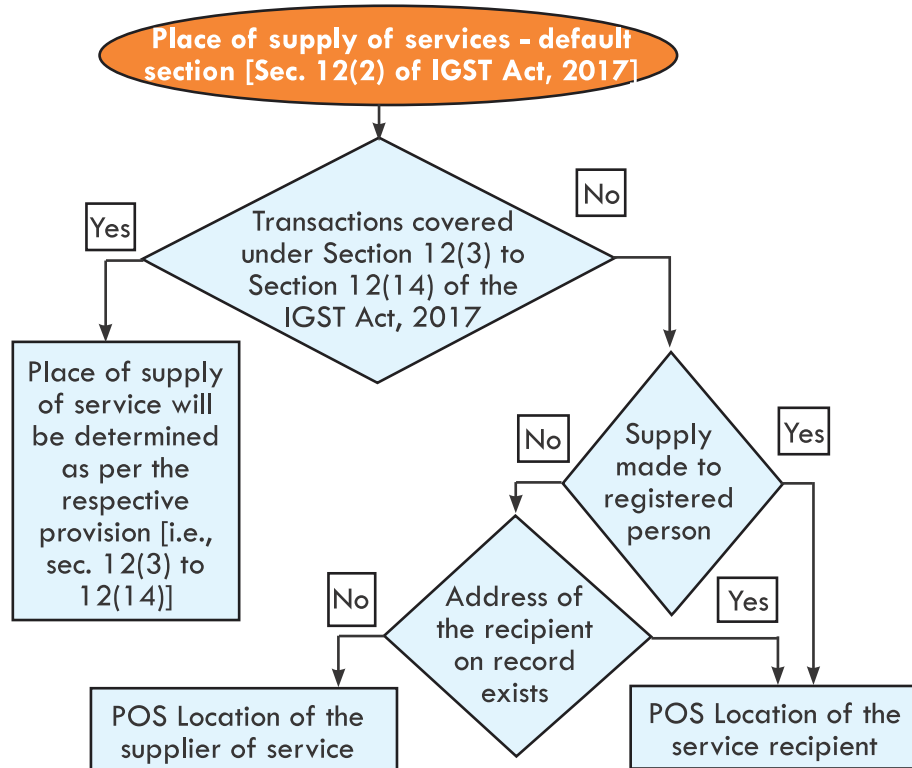 Place of supply of services - default
section [Sec. 12(2) of IGST Act, 2017]
No
Yes
Transactions covered
under Section 12(3) to
Section 12(14) of the
IGST Act, 2017
Place of supply
of service will
be determined
as per the
respective
provision [i.e.,
sec. 12(3) to
12(14)]
No
Yes
Supply
made to
registered
person
No
Yes
Address of
the recipient
on record
exists
POS Location of the
supplier of service
POS Location of the
service recipient